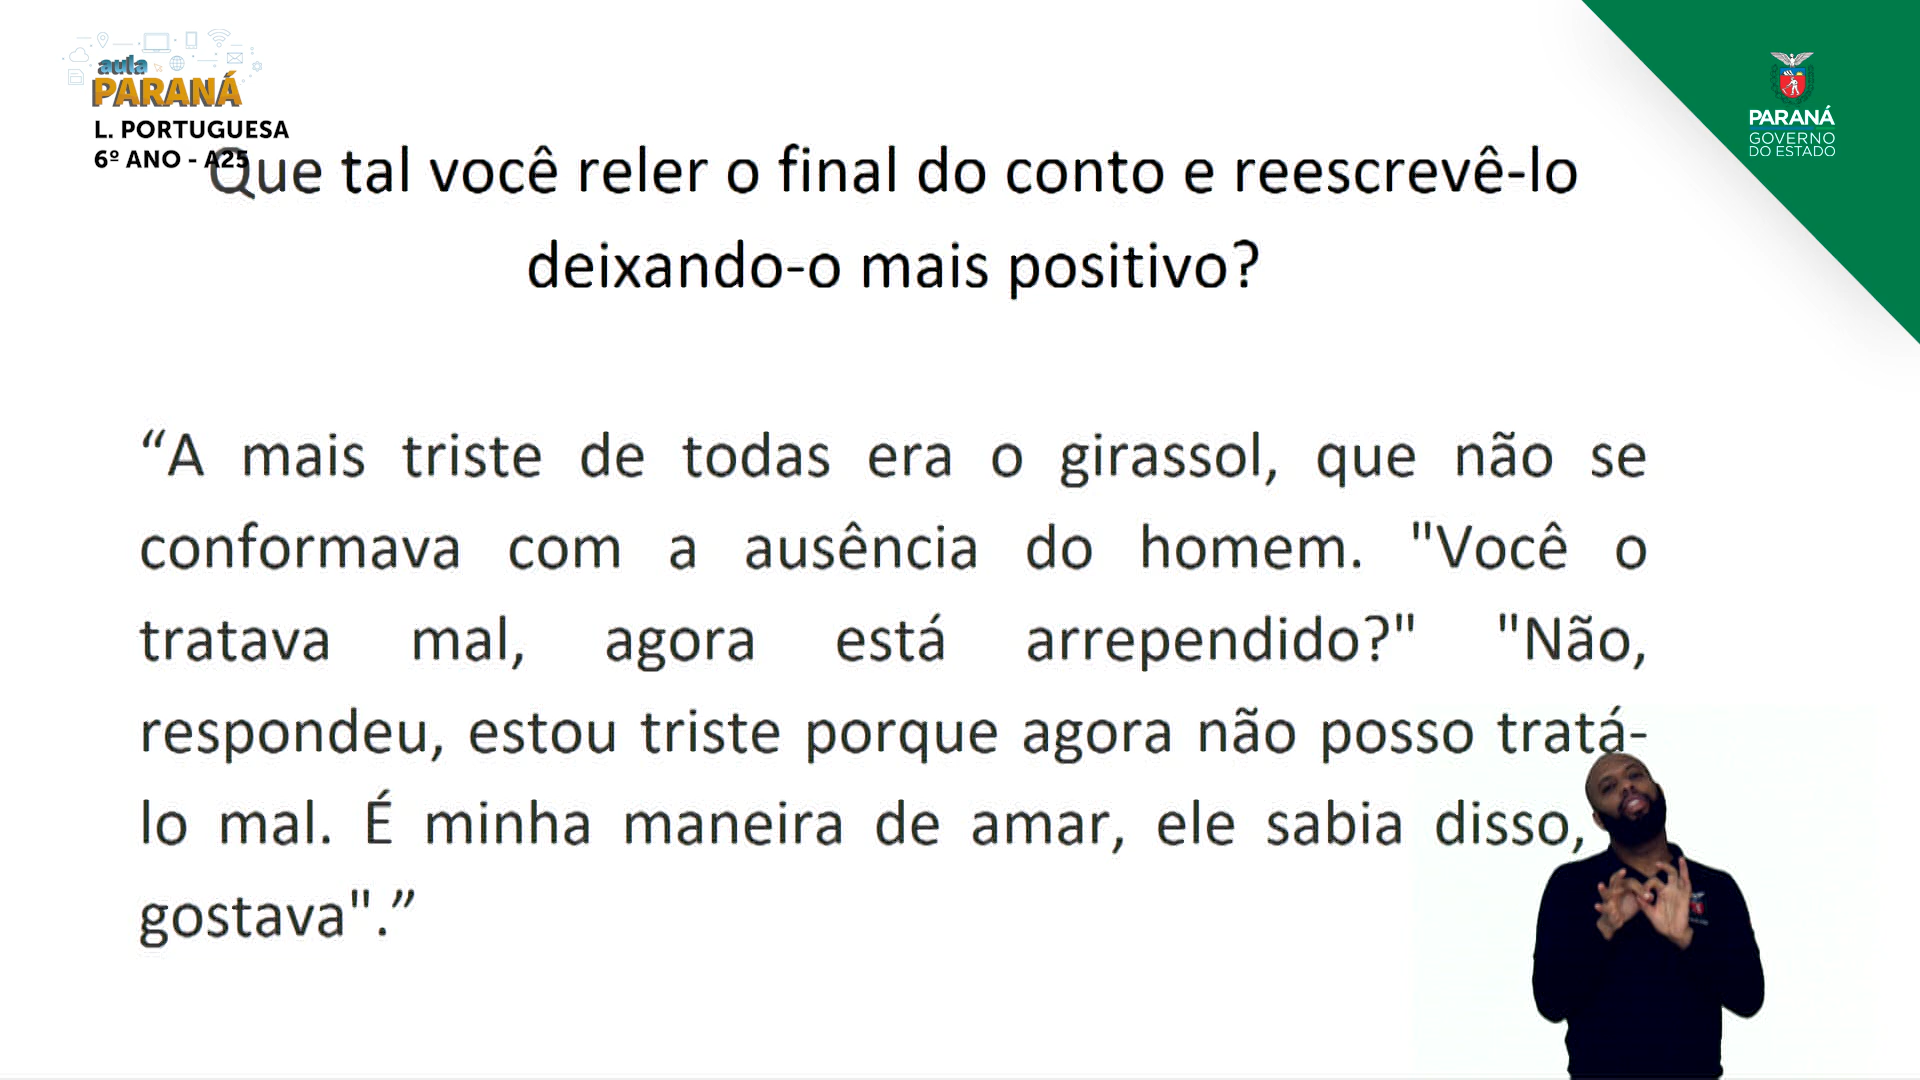 aula
PARANÁ
L. PORTUGUESA
6º ANO - A25
PARANÁ
GOVERNO
DO ESTADO
Que tal você reler o final do conto e reescrevê-lo
deixando-o mais positivo?
“A mais triste de todas era o girassol, que não se
conformava com a ausência do homem. "Você o
tratava mal, agora está arrependido?" "Não,
respondeu, estou triste porque agora não posso tratá-
lo mal. É minha maneira de amar, ele sabia disso,
gostava".”